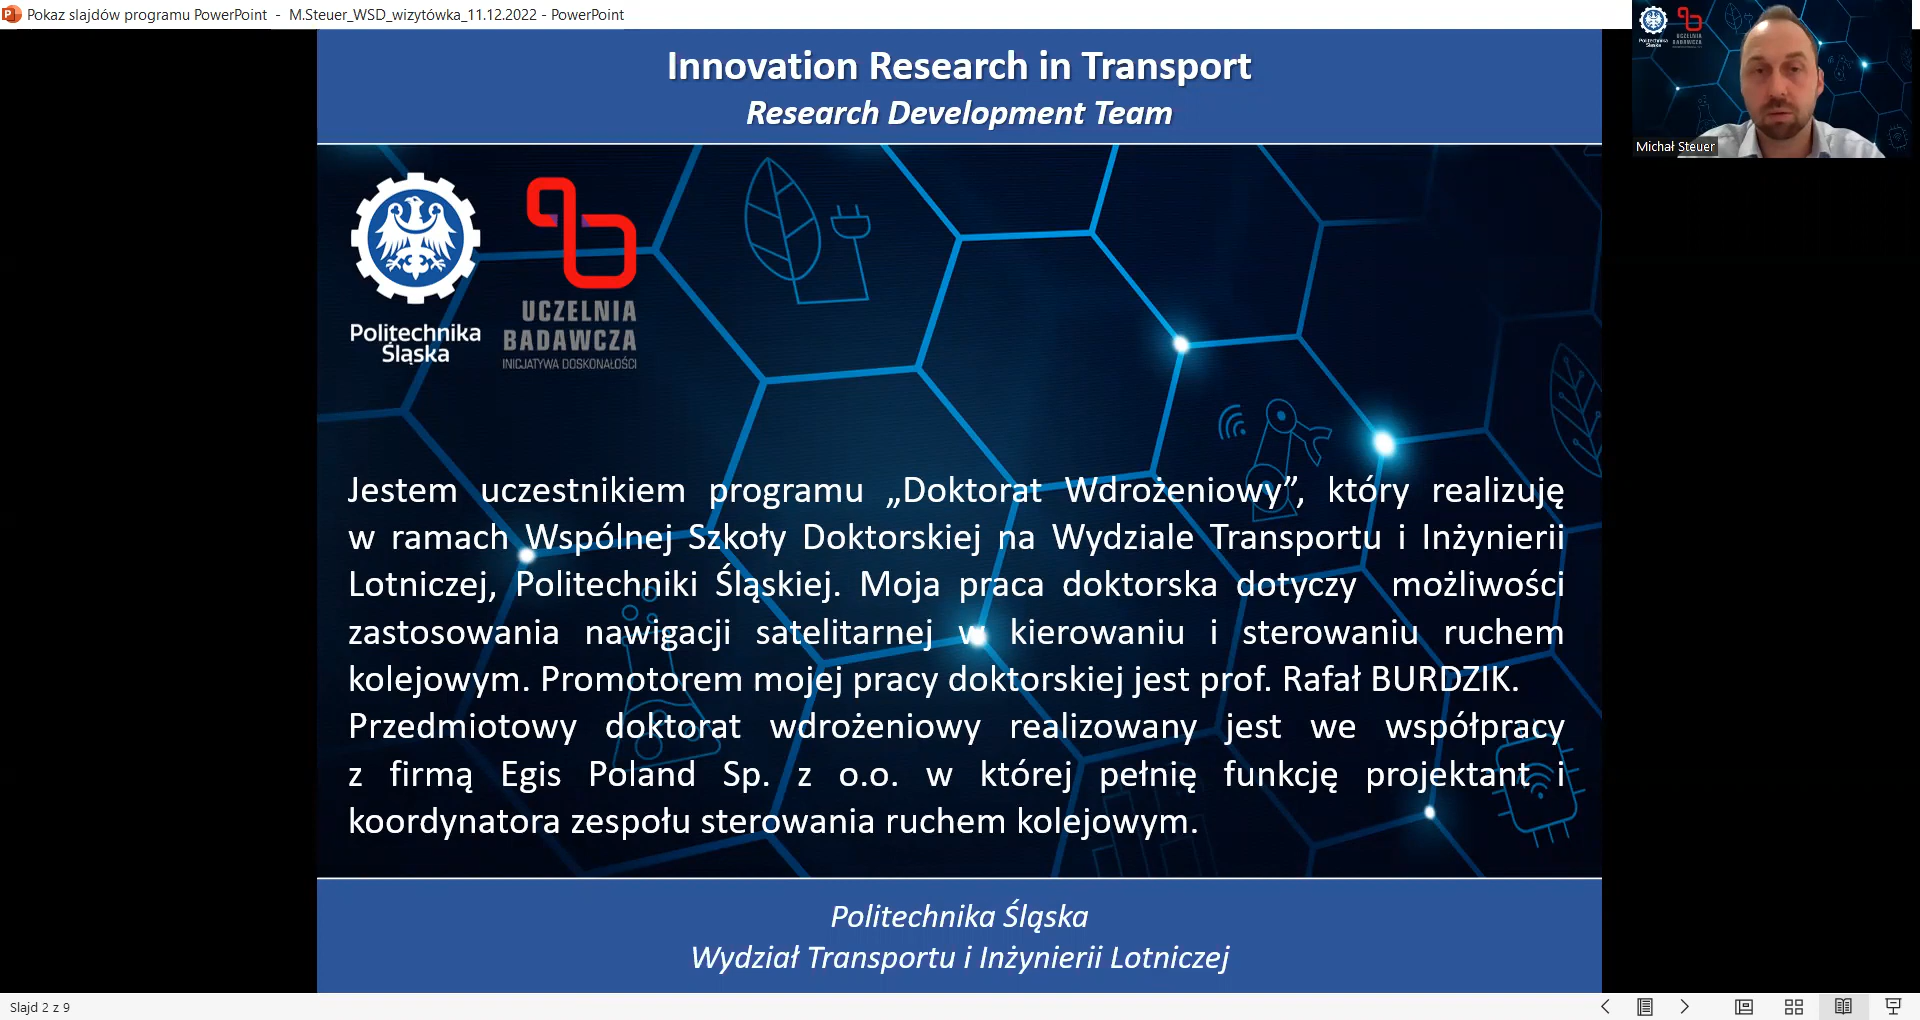 Pokaz slajdów programu PowerPoint - M.Steuer_WSD_wizytówka_11.12.2022 - PowerPoint
Innovation Research in Transport
Research Development Team
Politechnika
Śląska
UCZELNIA
BADAWCZA
INICJATYWA DOSKONAŁOŚCI
Michał Steuer
Jestem uczestnikiem programu „Doktorat Wdrożeniowy”, który realizuję
w ramach Wspólnej Szkoły Doktorskiej na Wydziale Transportu i Inżynierii
Lotniczej, Politechniki Śląskiej. Moja praca doktorska dotyczy możliwości
zastosowania nawigacji satelitarnej w kierowaniu i sterowaniu ruchem
kolejowym. Promotorem mojej pracy doktorskiej jest prof. Rafał BURDZIK.
Przedmiotowy doktorat wdrożeniowy realizowany jest we współpracy
z firmą Egis Poland Sp. z o.o. w której pełnię funkcję projektant i
koordynatora zespołu sterowania ruchem kolejowym.
Politechnika Śląska
Wydział Transportu i Inżynierii Lotniczej
Slajd 2 z 9